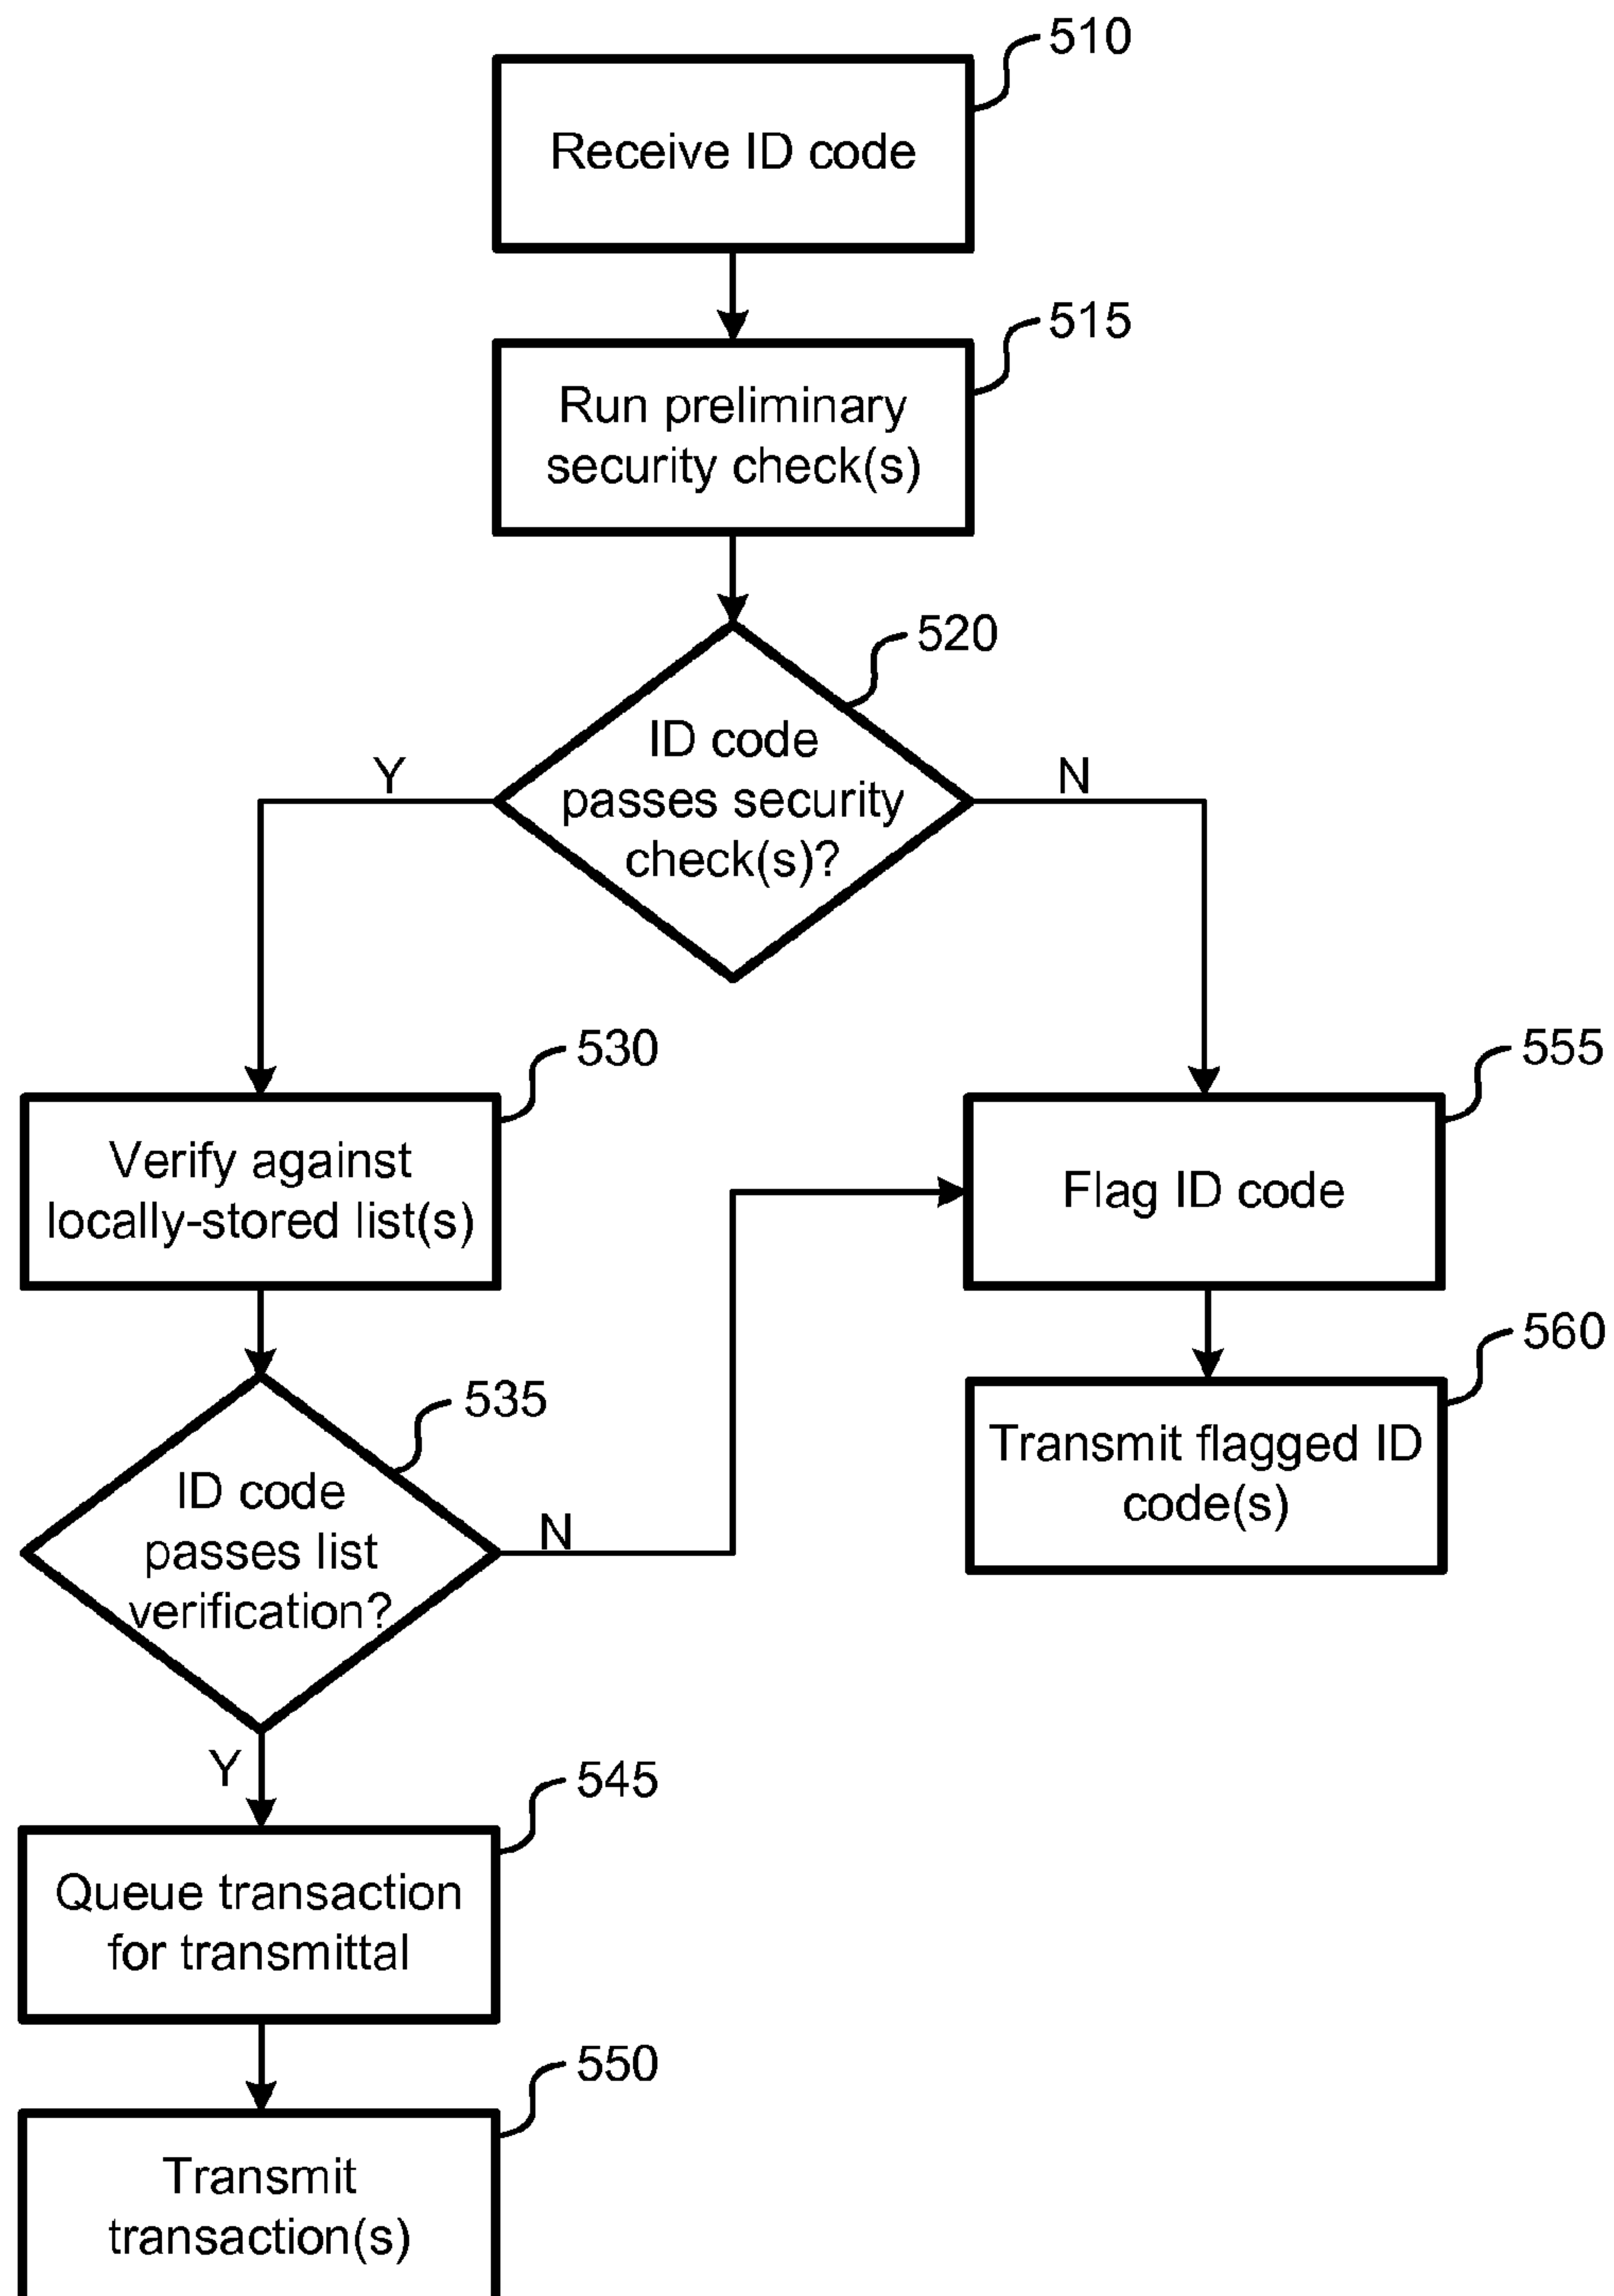 510
Receive ID code
515
Run preliminary
security check(s)
520
ID code
passes security
check(s)?
Y
N
530
Verify against
locally-stored list(s)
555
Flag ID code
535
ID code
passes list
verification?
N
Y
560
Transmit flagged ID
code(s)
545
Queue transaction
for transmittal
550
Transmit
transaction(s)